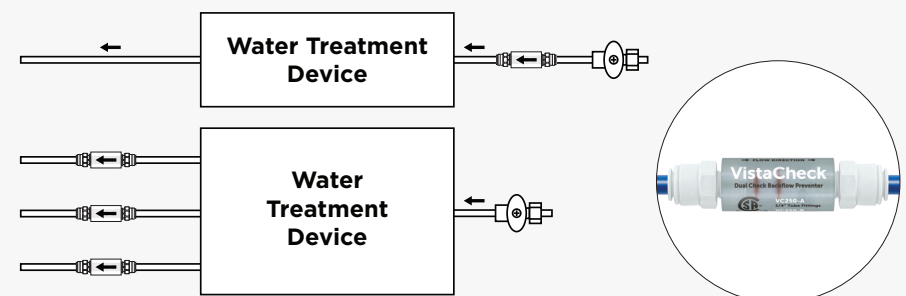 Water Treatment
Device
Water
Treatment
Device
FLOW DIRECTION
VistaCheck
Dual Check Backflow Preventer
VC250-A
1/4" Tube Fittings